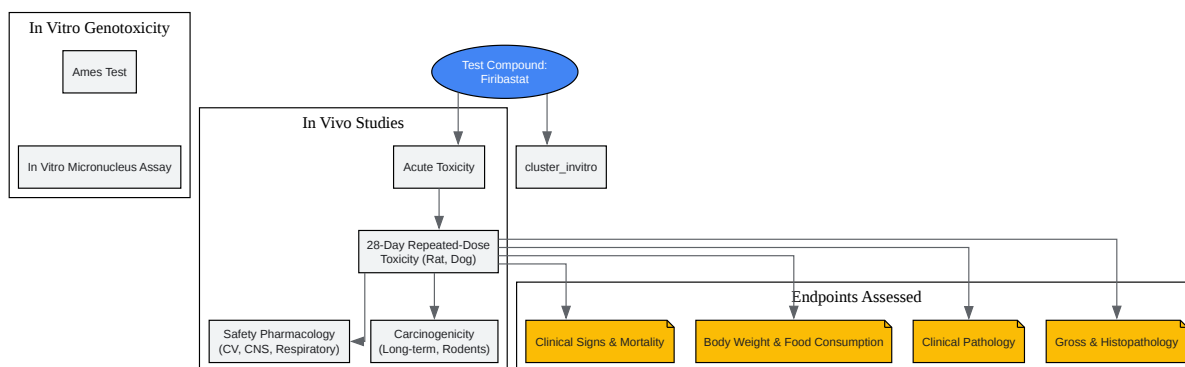 In Vitro Genotoxicity
Ames Test
In Vitro Micronucleus Assay
Test Compound:
Firibastat
In Vivo Studies
Acute Toxicity
cluster_invitro
28-Day Repeated-Dose
Toxicity (Rat, Dog)
Safety Pharmacology
(CV, CNS, Respiratory)
Carcinogenicity
(Long-term, Rodents)
Endpoints Assessed
Clinical Signs & Mortality
Body Weight & Food Consumption
Clinical Pathology
Gross & Histopathology